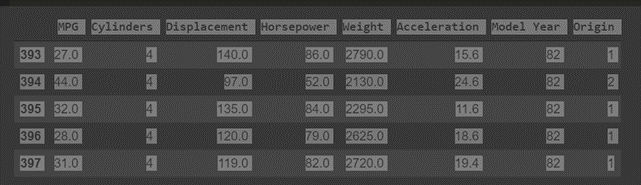 MPG Cylinders Displacement Horsepower Weight Acceleration Model Year Origin
393 27.0 4 140.0 86.0 2790.0 15.6 82 1
394 44.0 4 97.0 52.0 2130.0 24.6 82 2
395 32.0 4 135.0 84.0 2295.0 11.6 82 1
396 28.0 4 120.0 79.0 2625.0 18.6 82 1
397 31.0 4 119.0 82.0 2720.0 19.4 82 1